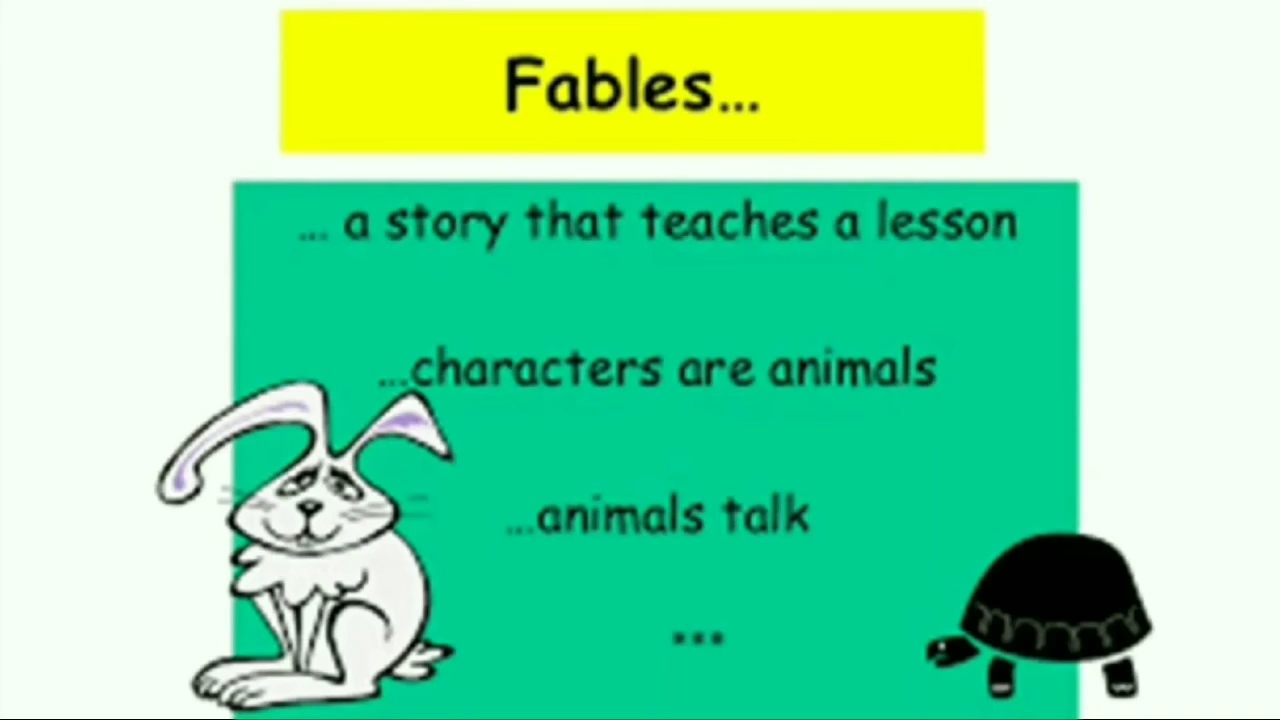 Fables...
... a story that teaches a lesson
...characters are animals
...animals talk
...